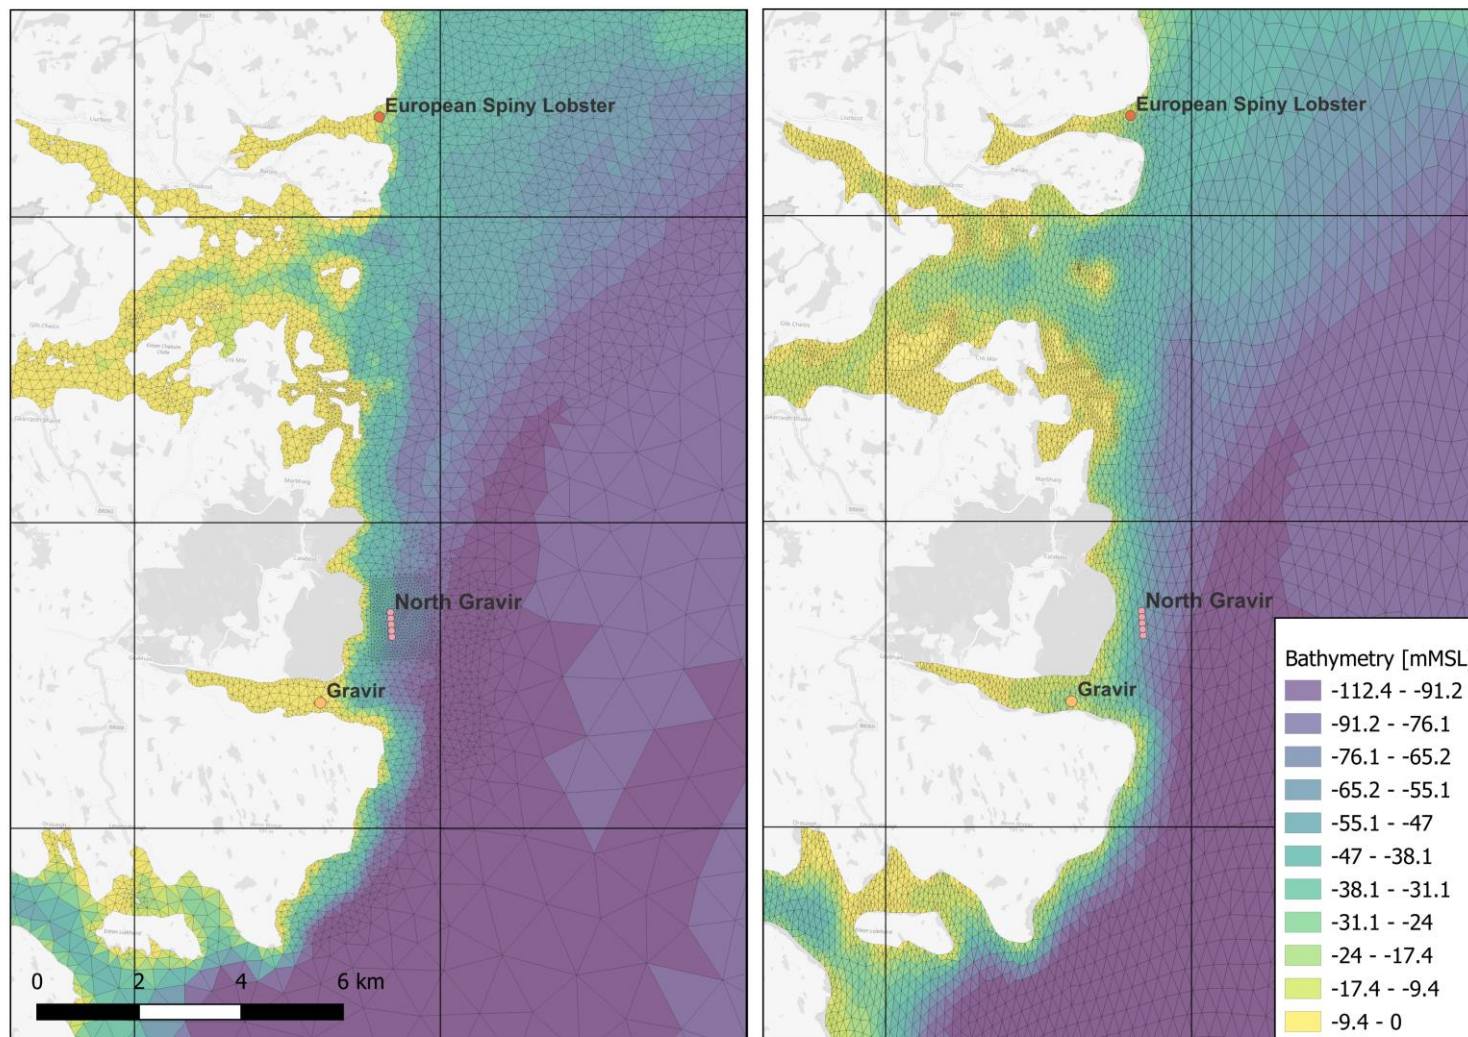 European Spiny Lobster
North Gravir
Gravir
0 2 4 6 km
European Spiny Lobster
North Gravir
Gravir
Bathymetry [mMSL
-112.4 - -91.2
-91.2 - -76.1
-76.1 - -65.2
-65.2 - -55.1
-55.1 - -47
-47 - -38.1
-38.1 - -31.1
-31.1 - -24
-24 - -17.4
-17.4 - -9.4
-9.4 - 0